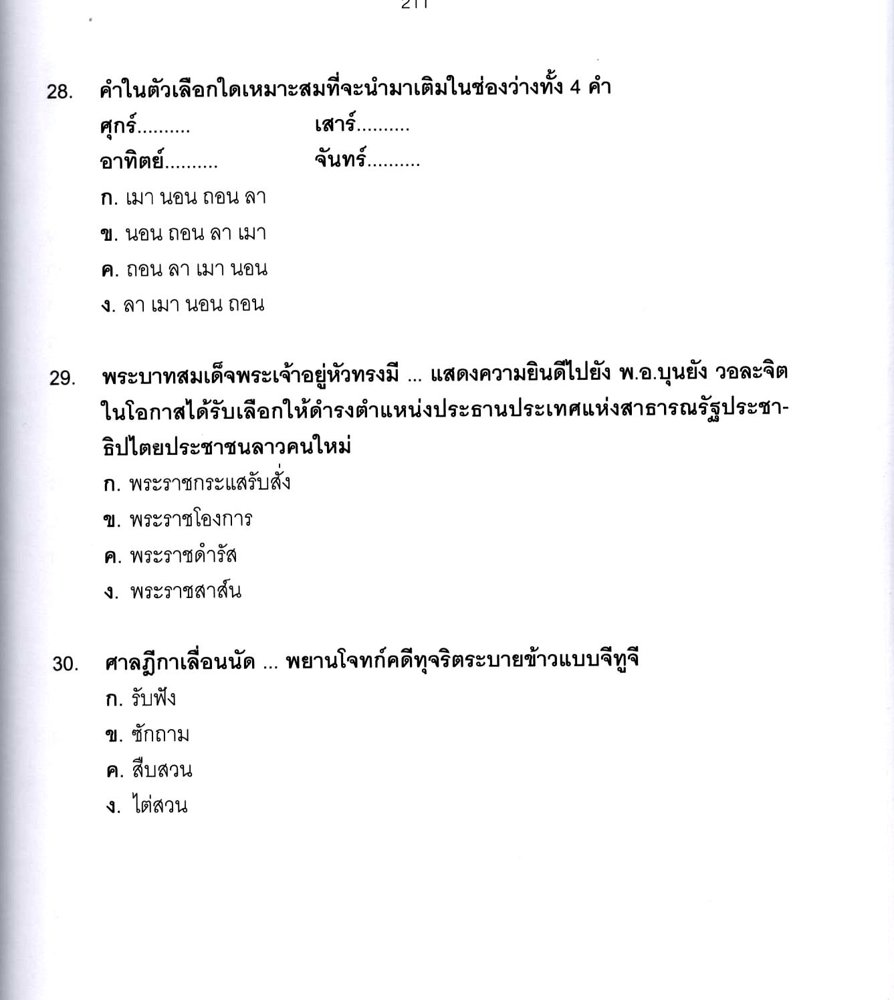 211
28. คำในตัวเลือกใดเหมาะสมที่จะนำมาเติมในช่องว่างทั้ง 4 คำ
ศุกร์.......... เสาร์..........
อาทิตย์.......... จันทร์..........
ก. เมา นอน ถอน ลา
ข. นอน ถอน ลา เมา
ค. ถอน ลา เมา นอน
ง. ลา เมา นอน ถอน
29. พระบาทสมเด็จพระเจ้าอยู่หัวทรงมี ... แสดงความยินดีไปยัง พ.อ.บุนยัง วอละจิต
ในโอกาสได้รับเลือกให้ดำรงตำแหน่งประธานประเทศแห่งสาธารณรัฐประชา-
ธิปไตยประชาชนลาวคนใหม่
ก. พระราชกระแสรับสั่ง
ข. พระราชโองการ
ค. พระราชดำรัส
ง. พระราชสาส์น
30. ศาลฎีกาเลื่อนนัด ... พยานโจทก์คดีทุจริตระบายข้าวแบบจีทูจี
ก. รับฟัง
ข. ซักถาม
ค. สืบสวน
ง. ไต่สวน